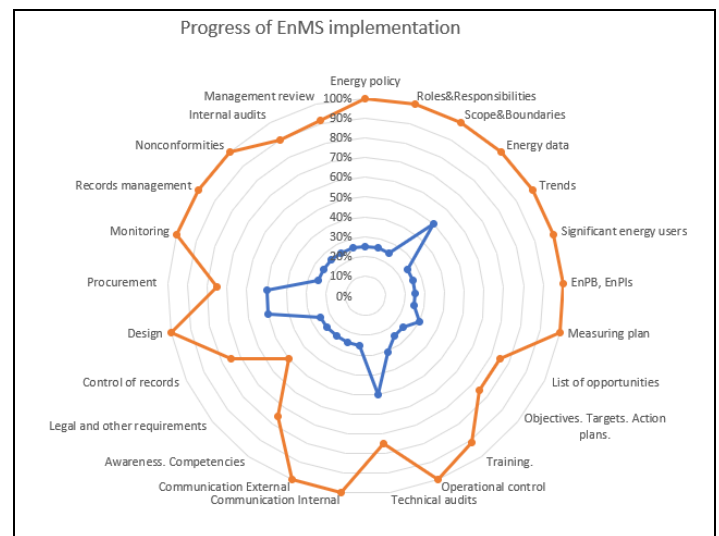 Progress of EnMS implementation
Energy policy
Management review
100%
Roles&Responsibilities
Internal audits
90%
Scope&Boundaries
Nonconformities
80%
Energy data
70%
Records management
60%
Trends
50%
Monitoring
40%
Significant energy users
30%
20%
Procurement
10%
EnPB, EnPIs
0%
Design
Measuring plan
Control of records
List of opportunities
Legal and other requirements
Objectives. Targets. Action
plans.
Awareness. Competencies
Training.
Communication External
Operational control
Communication Internal
Technical audits